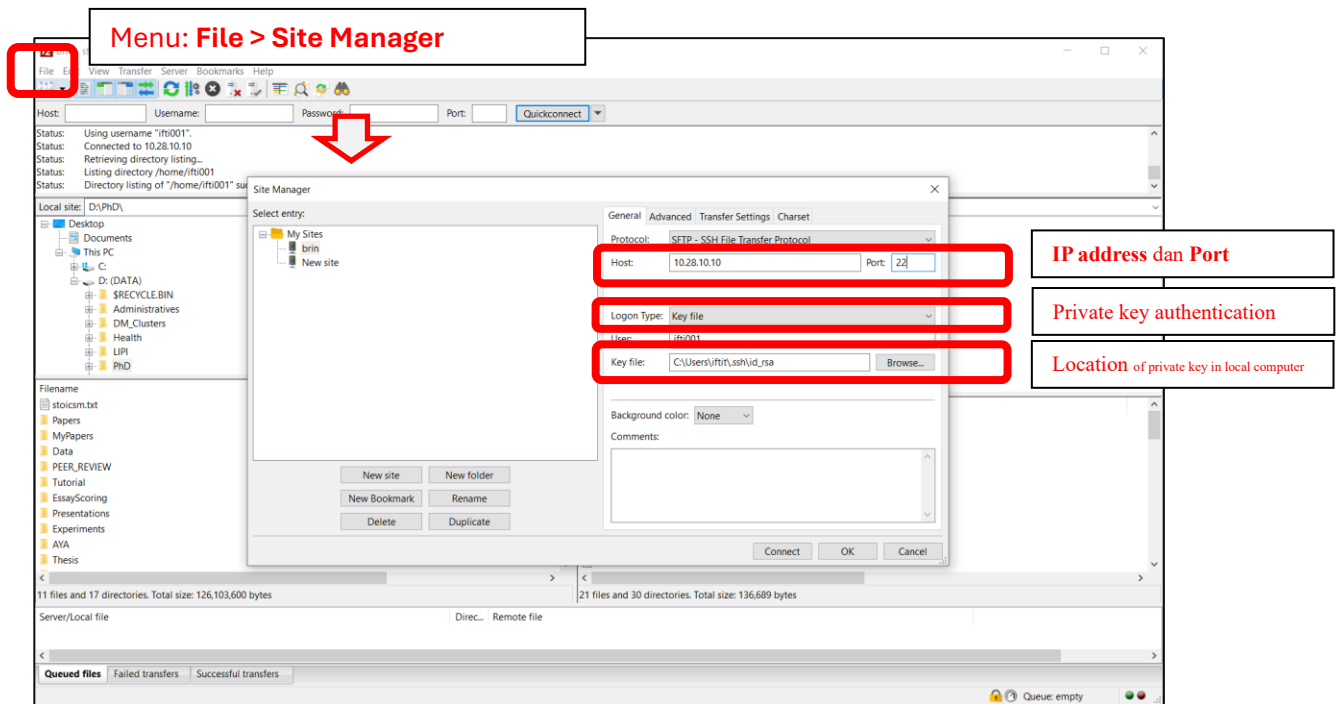 Menu: File > Site Manager
File Edit View Transfer Server Bookmarks Help
Host: Username: Password: Port: Quickconnect
Status: Using username "ifti001".
Status: Connected to 10.28.10.10
Status: Retrieving directory listing...
Status: Listing directory /home/ifti001
Status: Directory listing of "/home/ifti001"
Local site: D:\PhD\
Desktop
Documents
This PC
C:
D: (DATA)
$RECYCLE.BIN
Administratives
DM_Clusters
Health
LIPI
PhD
Filename
stoicsm.txt
Papers
MyPapers
Data
PEER_REVIEW
Tutorial
EssayScoring
Presentations
Experiments
AYA
Thesis
11 files and 17 directories. Total size: 126,103,600 bytes
Site Manager
Select entry:
My Sites
brin
New site
New site New folder
New Bookmark Rename
Delete Duplicate
General Advanced Transfer Settings Charset
Protocol: SFTP - SSH File Transfer Protocol
Host: 10.28.10.10 Port: 22
Logon Type: Key file
User: ifti001
Key file: C:\Users\iftit\.ssh\id_rsa Browse...
Background color: None
Comments:
Connect OK Cancel
IP address dan Port
Private key authentication
Location of private key in local computer
21 files and 30 directories. Total size: 136,689 bytes
Server/Local file Direc... Remote file
Queued files Failed transfers Successful transfers
Queue: empty